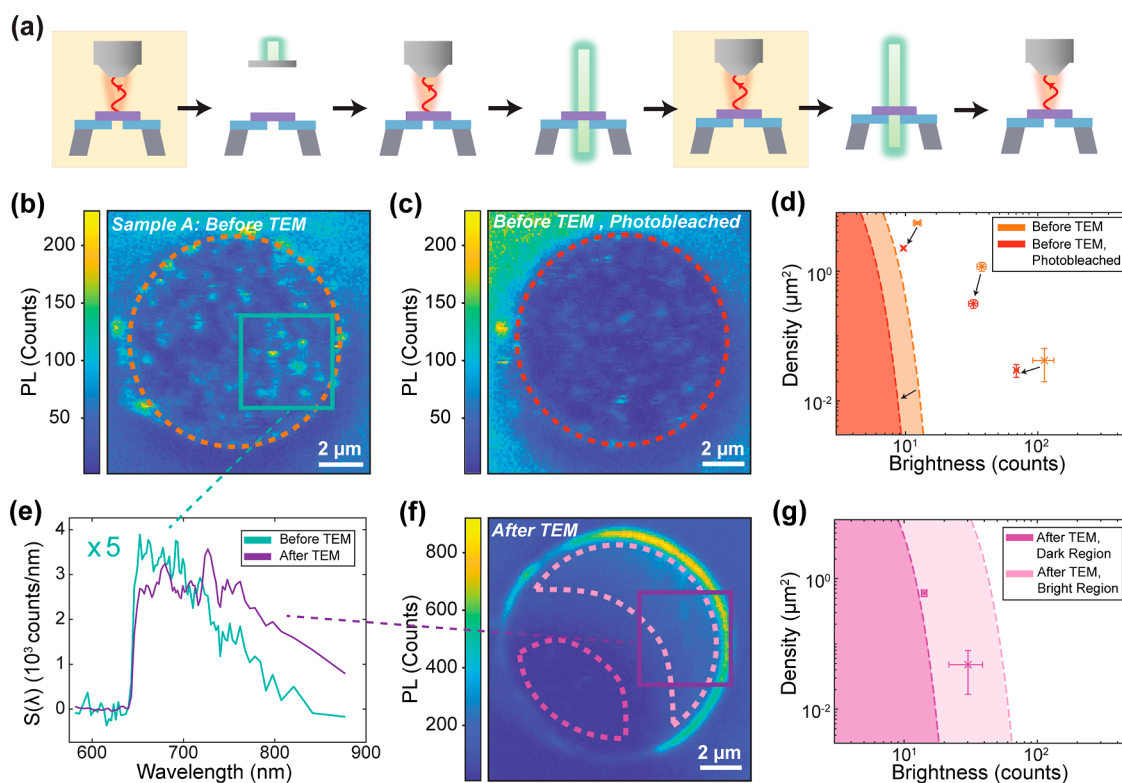 (a)
(b)
Sample A: Before TEM
PL (Counts)
200
150
100
50
2 μm
(c)
Before TEM , Photobleached
PL (Counts)
200
150
100
50
2 μm
(d)
Before TEM
Before TEM,
Photobleached
Density (μm²)
10⁰
10⁻²
10¹
10²
Brightness (counts)
(e)
x 5
Before TEM
After TEM
S(λ) (10³ counts/nm)
4
3
2
1
0
600
700
800
900
Wavelength (nm)
(f)
After TEM
PL (Counts)
800
600
400
200
2 μm
(g)
After TEM,
Dark Region
After TEM,
Bright Region
Density (μm²)
10⁰
10⁻²
10¹
10²
Brightness (counts)